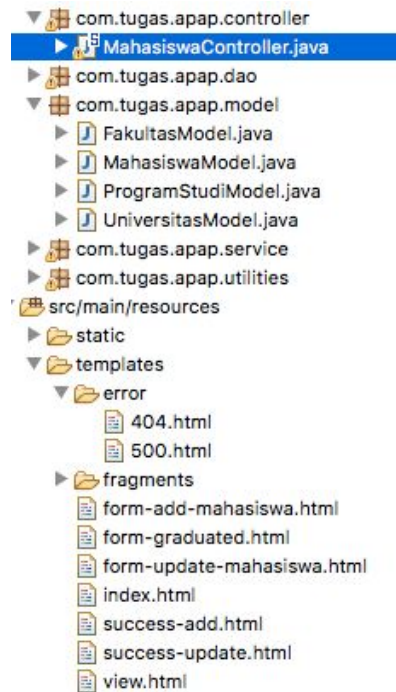 com.tugas.apap.controller
MahasiswaController.java
com.tugas.apap.dao
com.tugas.apap.model
FakultasModel.java
MahasiswaModel.java
ProgramStudiModel.java
UniversitasModel.java
com.tugas.apap.service
com.tugas.apap.utilities
src/main/resources
static
templates
error
404.html
500.html
fragments
form-add-mahasiswa.html
form-graduated.html
form-update-mahasiswa.html
index.html
success-add.html
success-update.html
view.html